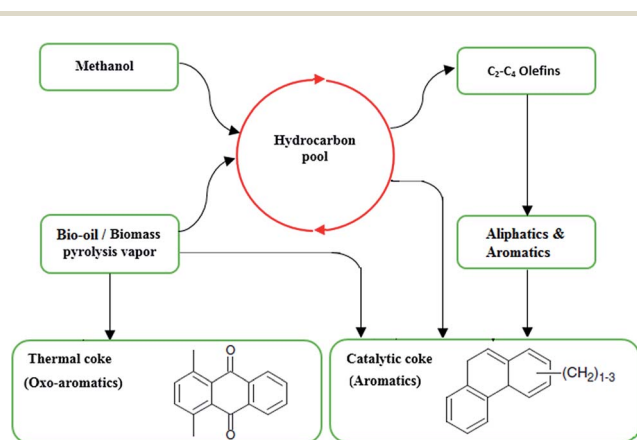 Methanol
Hydrocarbon
pool
C₂-C₄ Olefins
Bio-oil / Biomass
pyrolysis vapor
Aliphatics &
Aromatics
Thermal coke
(Oxo-aromatics)
O
O
Catalytic coke
(Aromatics)
(CH₂)₁₋₃